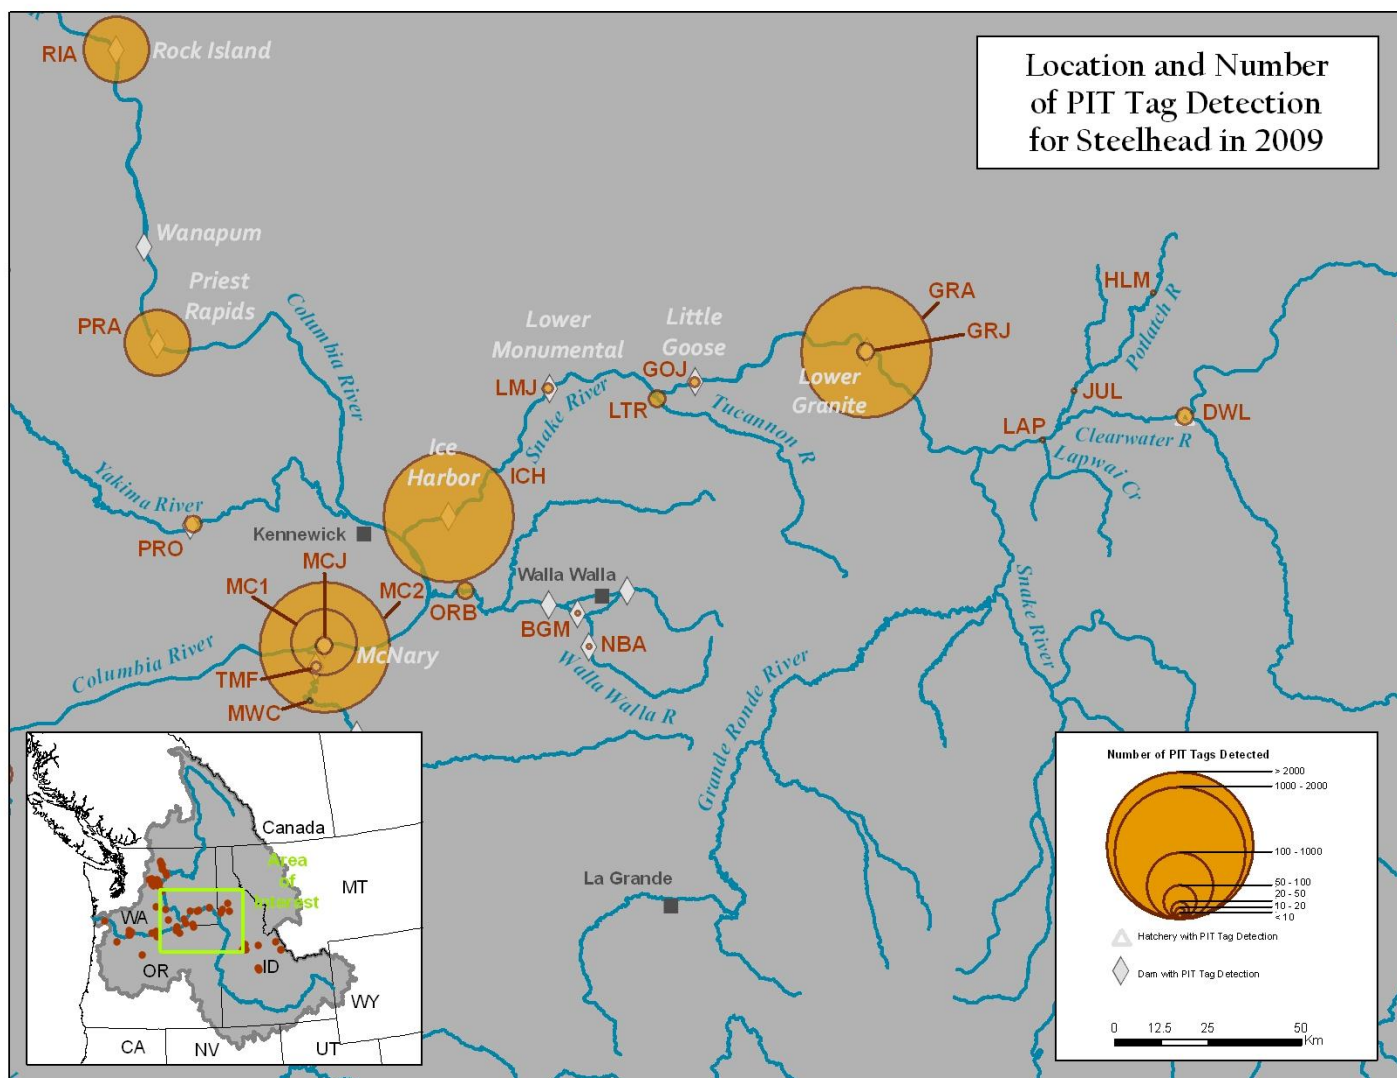 Location and Number
of PIT Tag Detection
for Steelhead in 2009
RIA
Rock Island
Wanapum
Priest
Rapids
PRA
Columbia River
Lower
Monumental
Little
Goose
GRA
GRJ
HLM
Potlatch R
LMJ
GOJ
Lower
Granite
LTR
Snake River
Tucannon R
JUL
DWL
LAP
Clearwater R
Lapwai Cr
Ice
Harbor
ICH
Yakima River
PRO
Kennewick
MCJ
MC1
MC2
ORB
Walla Walla
BGM
NBA
Walla Walla R
Snake River
Columbia River
McNary
TMF
MWC
Grande Ronde River
La Grande
Canada
Area
of
Interest
MT
WA
OR
ID
WY
CA
NV
UT
Number of PIT Tags Detected
> 2000
1000 - 2000
100 - 1000
50 - 100
20 - 50
10 - 20
< 10
Hatchery with PIT Tag Detection
Dam with PIT Tag Detection
0 12.5 25 50
Km